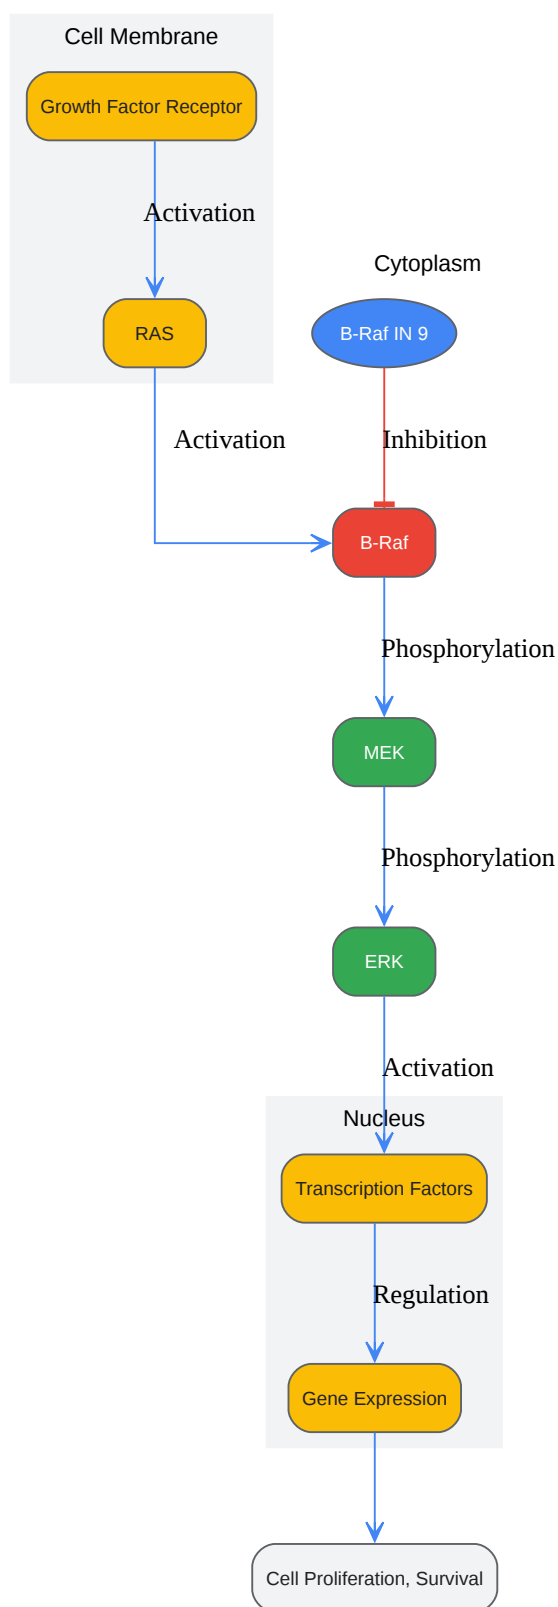 Cell Membrane
Growth Factor Receptor
Activation
Cytoplasm
RAS
B-Raf IN 9
Activation
Inhibition
B-Raf
Phosphorylation
MEK
Phosphorylation
ERK
Activation
Nucleus
Transcription Factors
Regulation
Gene Expression
Cell Proliferation, Survival